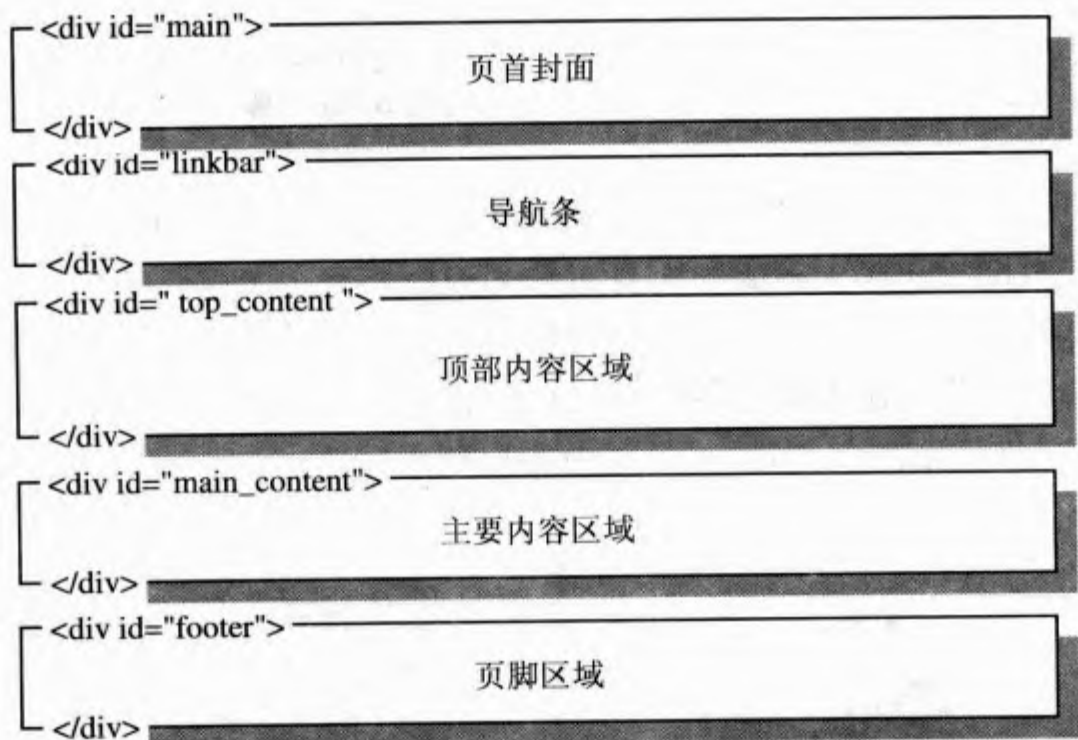 <div id="main">
页首封面
</div>
<div id="linkbar">
导航条
</div>
<div id=" top_content ">
顶部内容区域
</div>
<div id="main_content">
主要内容区域
</div>
<div id="footer">
页脚区域
</div>